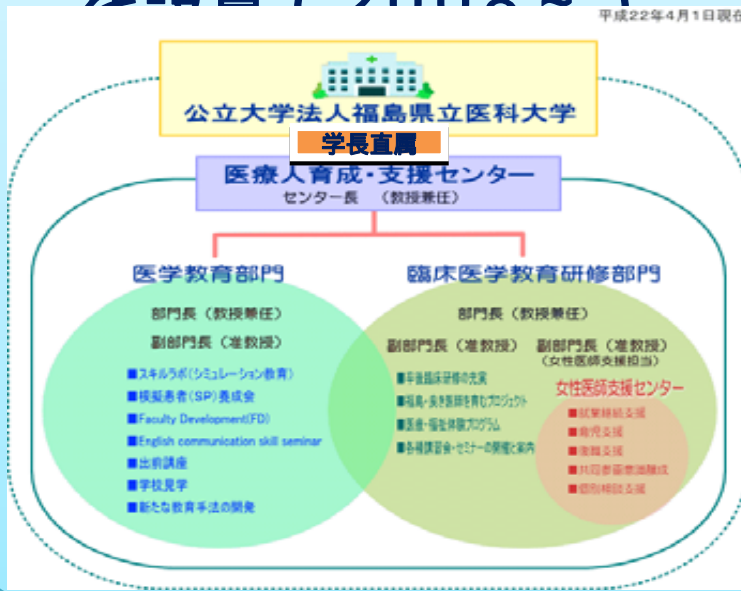 を設置(2008~)
平成22年4月1日現在
公立大学法人福島県立医科大学
学長直属
医療人育成・支援センター
センター長 (教授兼任)
医学教育部門
部門長(教授兼任)
副部門長(准教授)
■スキルラボ(シミュレーション教育)
■模擬患者(SP)養成会
■Faculty Development(FD)
■English communication skill seminar
■出前講座
■学校見学
■新たな教育手法の開発
臨床医学教育研修部門
部門長(教授兼任)
副部門長(准教授)
■卒後臨床研修の充実
■福島・良き医師を育むプロジェクト
■医療・福祉体験プログラム
■各種講習会・セミナーの開催と案内
副部門長(准教授)
(女性医師支援担当)
女性医師支援センター
■就業継続支援
■育児支援
■復職支援
■共同参画意識醸成
■個別相談支援